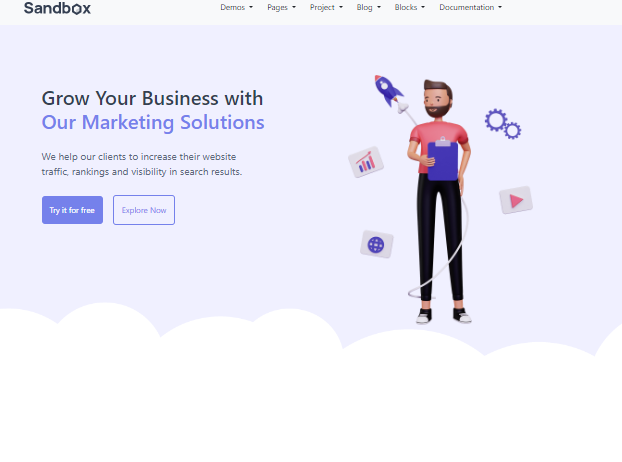 Sandbox
Demos Pages Project Blog Blocks Documentation
Grow Your Business with
Our Marketing Solutions
We help our clients to increase their website
traffic, rankings and visibility in search results.
Try it for free Explore Now